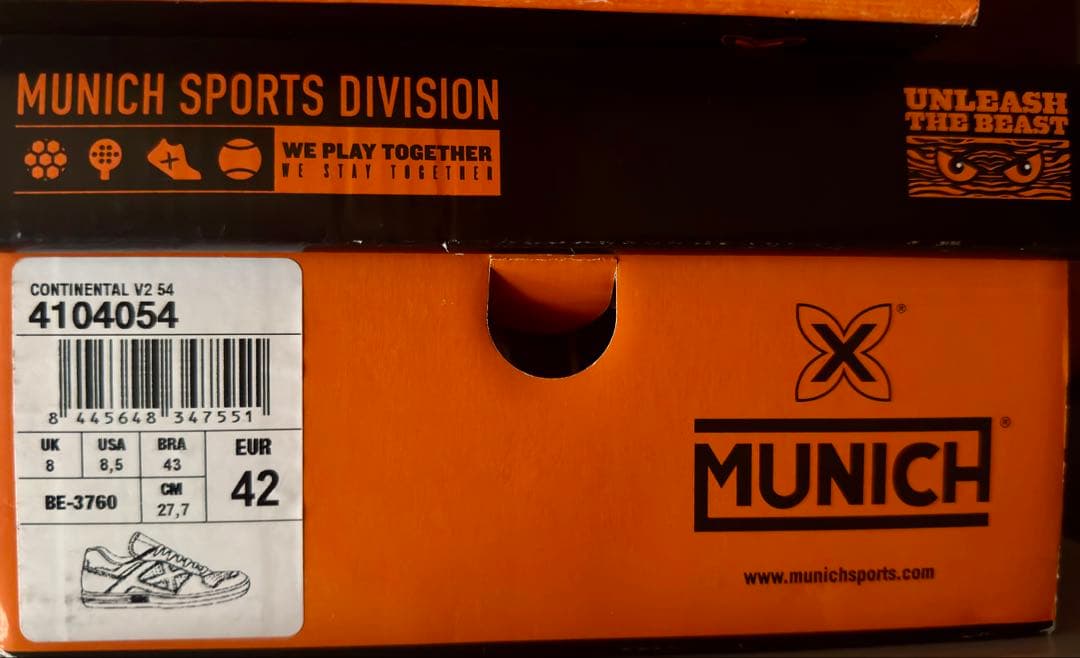 MUNICH SPORTS DIVISION
WE PLAY TOGETHER
WE STAY TOGETHER
UNLEASH
THE BEAST
CONTINENTAL V2 54
4104054
8 445648 347551
UK USA BRA EUR
8 8,5 43 42
BE-3760 CM
27,7
X®
MUNICH®
www.munichsports.com